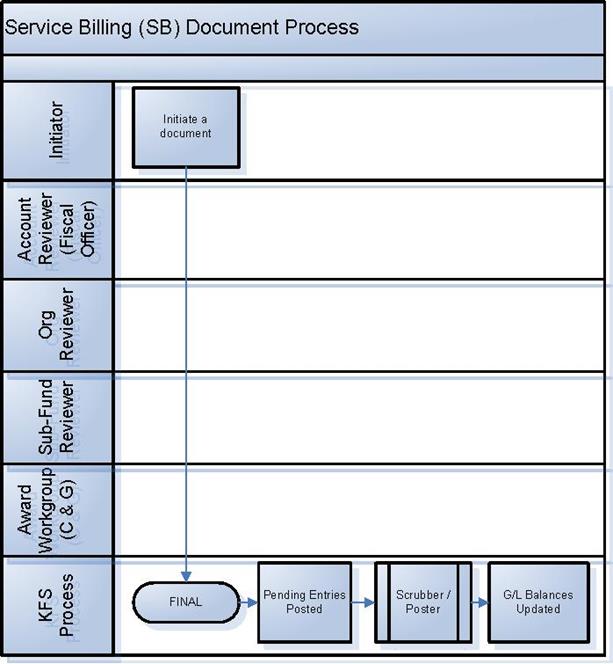 Service Billing (SB) Document Process
Initiator
Initiate a
document
Account
Reviewer
(Fiscal
Officer)
Org
Reviewer
Sub-Fund
Reviewer
Award
Workgroup
(C & G)
KFS
Process
FINAL
Pending Entries
Posted
Scrubber /
Poster
G/L Balances
Updated